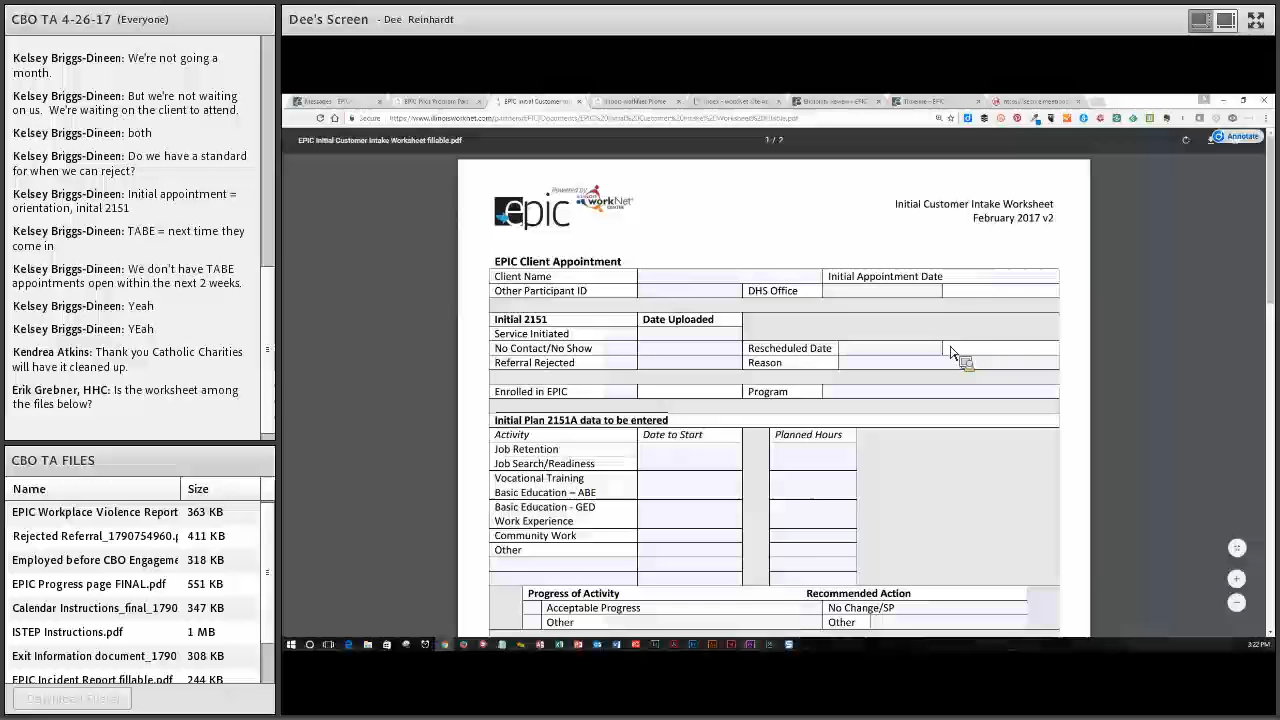 CBO TA 4-26-17 (Everyone)
Kelsey Briggs-Dineen: We're not going a
month.
Kelsey Briggs-Dineen: But we're not waiting
on us. We're waiting on the client to attend
Kelsey Briggs-Dineen: both
Kelsey Briggs-Dineen: Do we have a standard
for when we can reject?
Kelsey Briggs-Dineen: Initial appointment =
orientation, inital 2151
Kelsey Briggs-Dineen: TABE = next time they
come in
Kelsey Briggs-Dineen: We don't have TABE
appointments open within the next 2 weeks.
Kelsey Briggs-Dineen: Yeah
Kelsey Briggs-Dineen: YEah
Kendrea Atkins: Thank you Catholic Charities
will have it cleaned up.
Erik Grebner, HHC: Is the worksheet among
the files below?
CBO TA FILES
Name Size
EPIC Workplace Violence Report 363 KB
Rejected Referral_1790754960.p 411 KB
Employed before CBO Engageme 318 KB
EPIC Progress page FINAL.pdf 551 KB
Calendar Instructions_final_1790 347 KB
ISTEP Instructions.pdf 1 MB
Exit Information document_1790 308 KB
EPIC Incident Report fillable.pdf 244 KB
Dee's Screen - Dee Reinhardt
Secure
EPIC Initial Customer Intake Worksheet fillable.pdf 1 / 2
Annotate
epic Powered by workNet CENTER
Initial Customer Intake Worksheet
February 2017 v2
EPIC Client Appointment
Client Name Initial Appointment Date
Other Participant ID DHS Office
Initial 2151 Date Uploaded
Service Initiated
No Contact/No Show Rescheduled Date
Referral Rejected Reason
Enrolled in EPIC Program
Initial Plan 2151A data to be entered
Activity Date to Start Planned Hours
Job Retention
Job Search/Readiness
Vocational Training
Basic Education – ABE
Basic Education - GED
Work Experience
Community Work
Other
Progress of Activity Recommended Action
Acceptable Progress No Change/SP
Other Other
3:22 PM